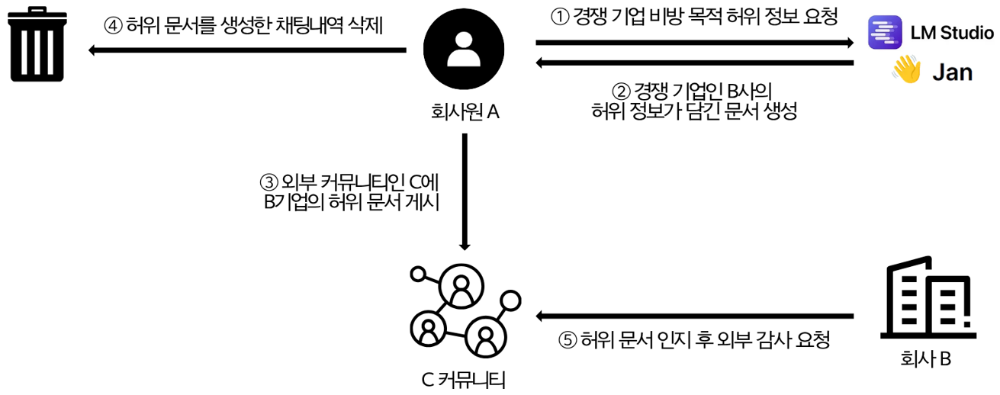 ④ 허위 문서를 생성한 채팅내역 삭제
① 경쟁 기업 비방 목적 허위 정보 요청
LM Studio
Jan
② 경쟁 기업인 B사의
허위 정보가 담긴 문서 생성
회사원 A
③ 외부 커뮤니티인 C에
B기업의 허위 문서 게시
⑤ 허위 문서 인지 후 외부 감사 요청
회사 B
C 커뮤니티